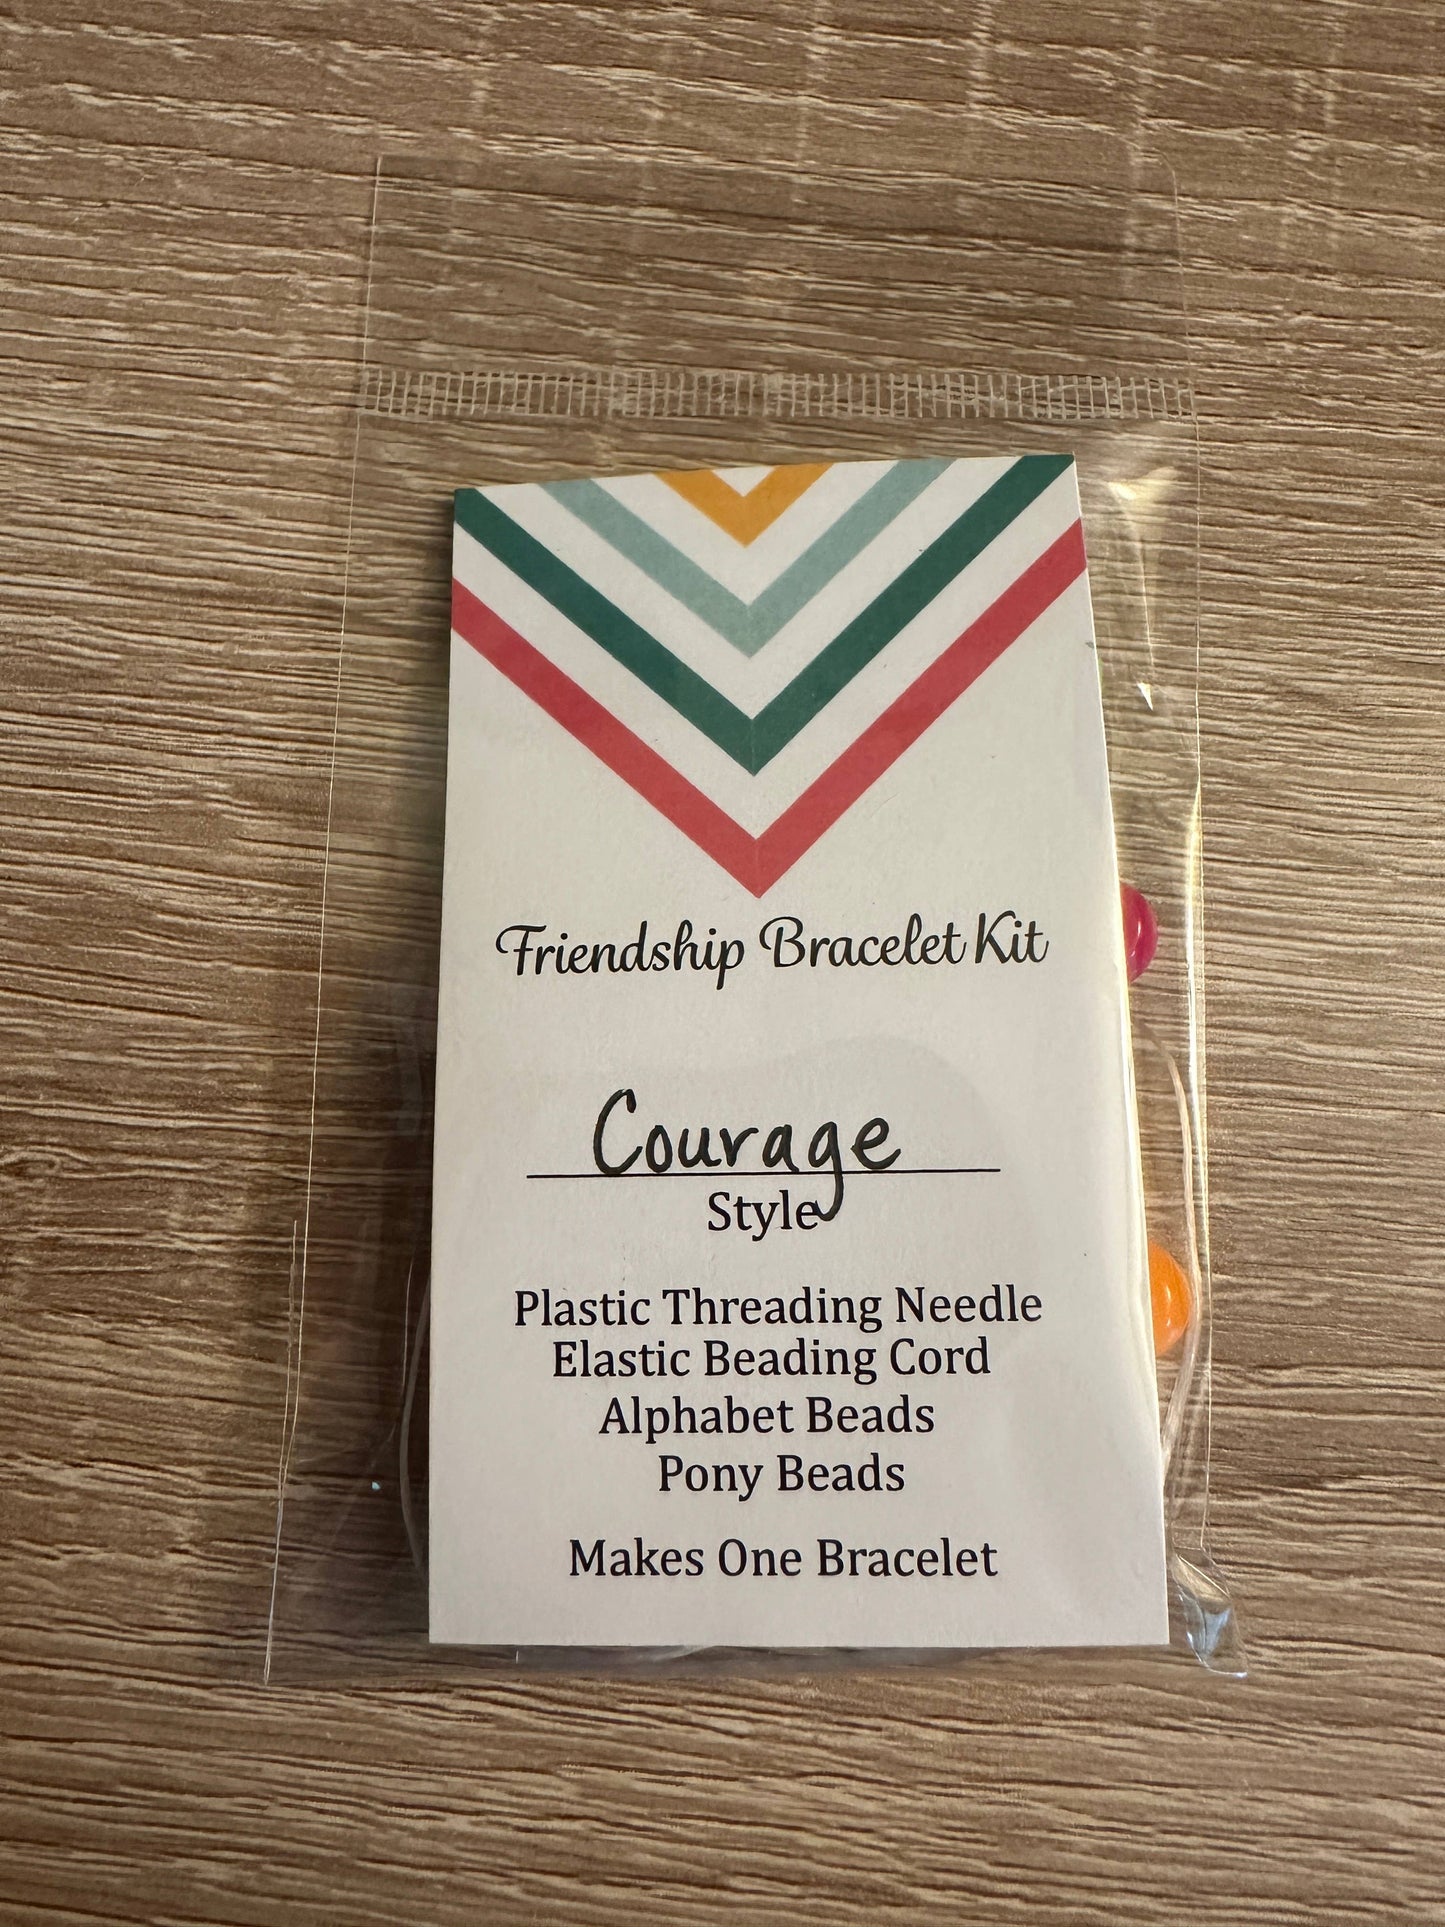 Friendship Bracelet Kit
Courage
Style
Plastic Threading Needle
Elastic Beading Cord
Alphabet Beads
Pony Beads
Makes One Bracelet